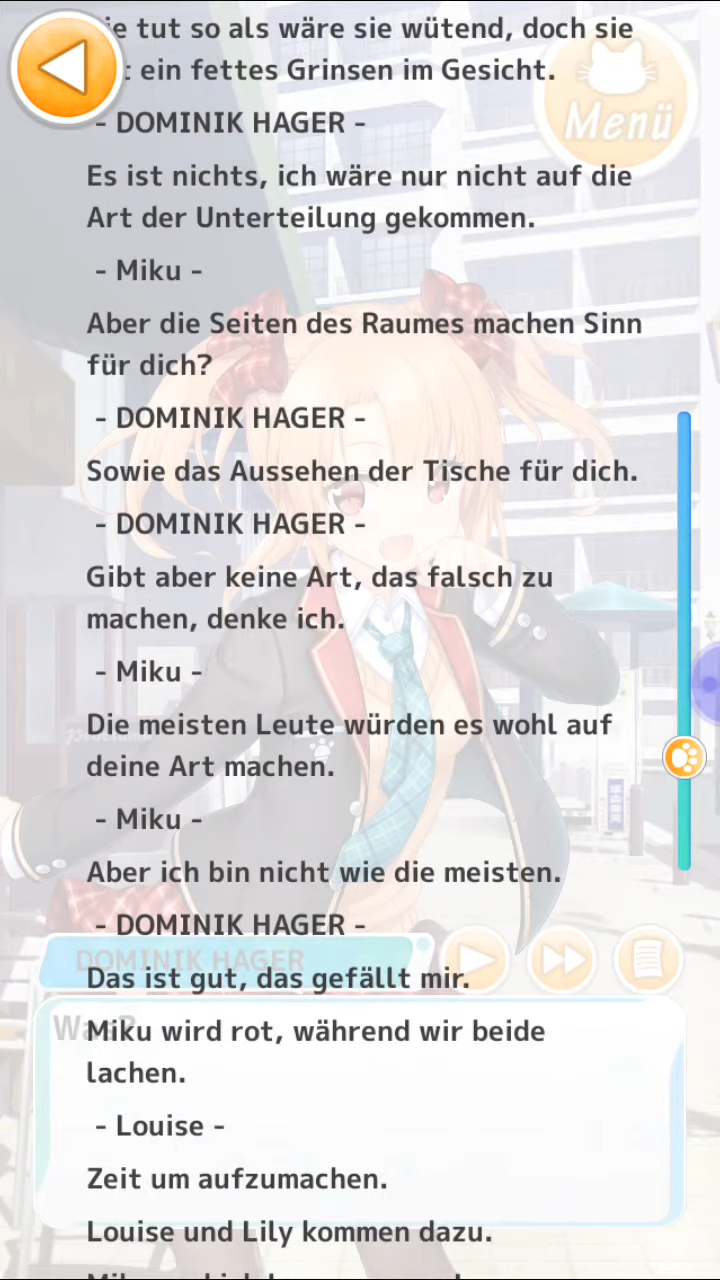 tut so als wäre sie wütend, doch sie
ein fettes Grinsen im Gesicht.
Menü
- DOMINIK HAGER -
Es ist nichts, ich wäre nur nicht auf die
Art der Unterteilung gekommen.
- Miku -
Aber die Seiten des Raumes machen Sinn
für dich?
- DOMINIK HAGER -
Sowie das Aussehen der Tische für dich.
- DOMINIK HAGER -
Gibt aber keine Art, das falsch zu
machen, denke ich.
- Miku -
Die meisten Leute würden es wohl auf
deine Art machen.
- Miku -
Aber ich bin nicht wie die meisten.
- DOMINIK HAGER -
DOMINIK HAGER
Das ist gut, das gefällt mir.
Miku wird rot, während wir beide
lachen.
- Louise -
Zeit um aufzumachen.
Louise und Lily kommen dazu.